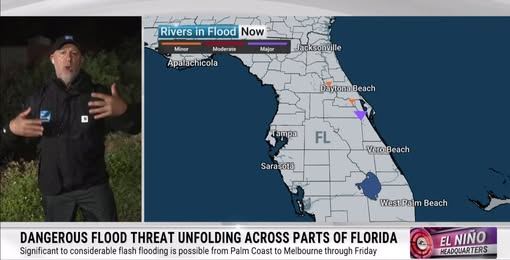 Rivers in Flood Now
Minor Moderate Major
Jacksonville
Apalachicola
Daytona Beach
Tampa
FL
Vero Beach
Sarasota
West Palm Beach
DANGEROUS FLOOD THREAT UNFOLDING ACROSS PARTS OF FLORIDA
Significant to considerable flash flooding is possible from Palm Coast to Melbourne through Friday
EL NIÑO
HEADQUARTERS